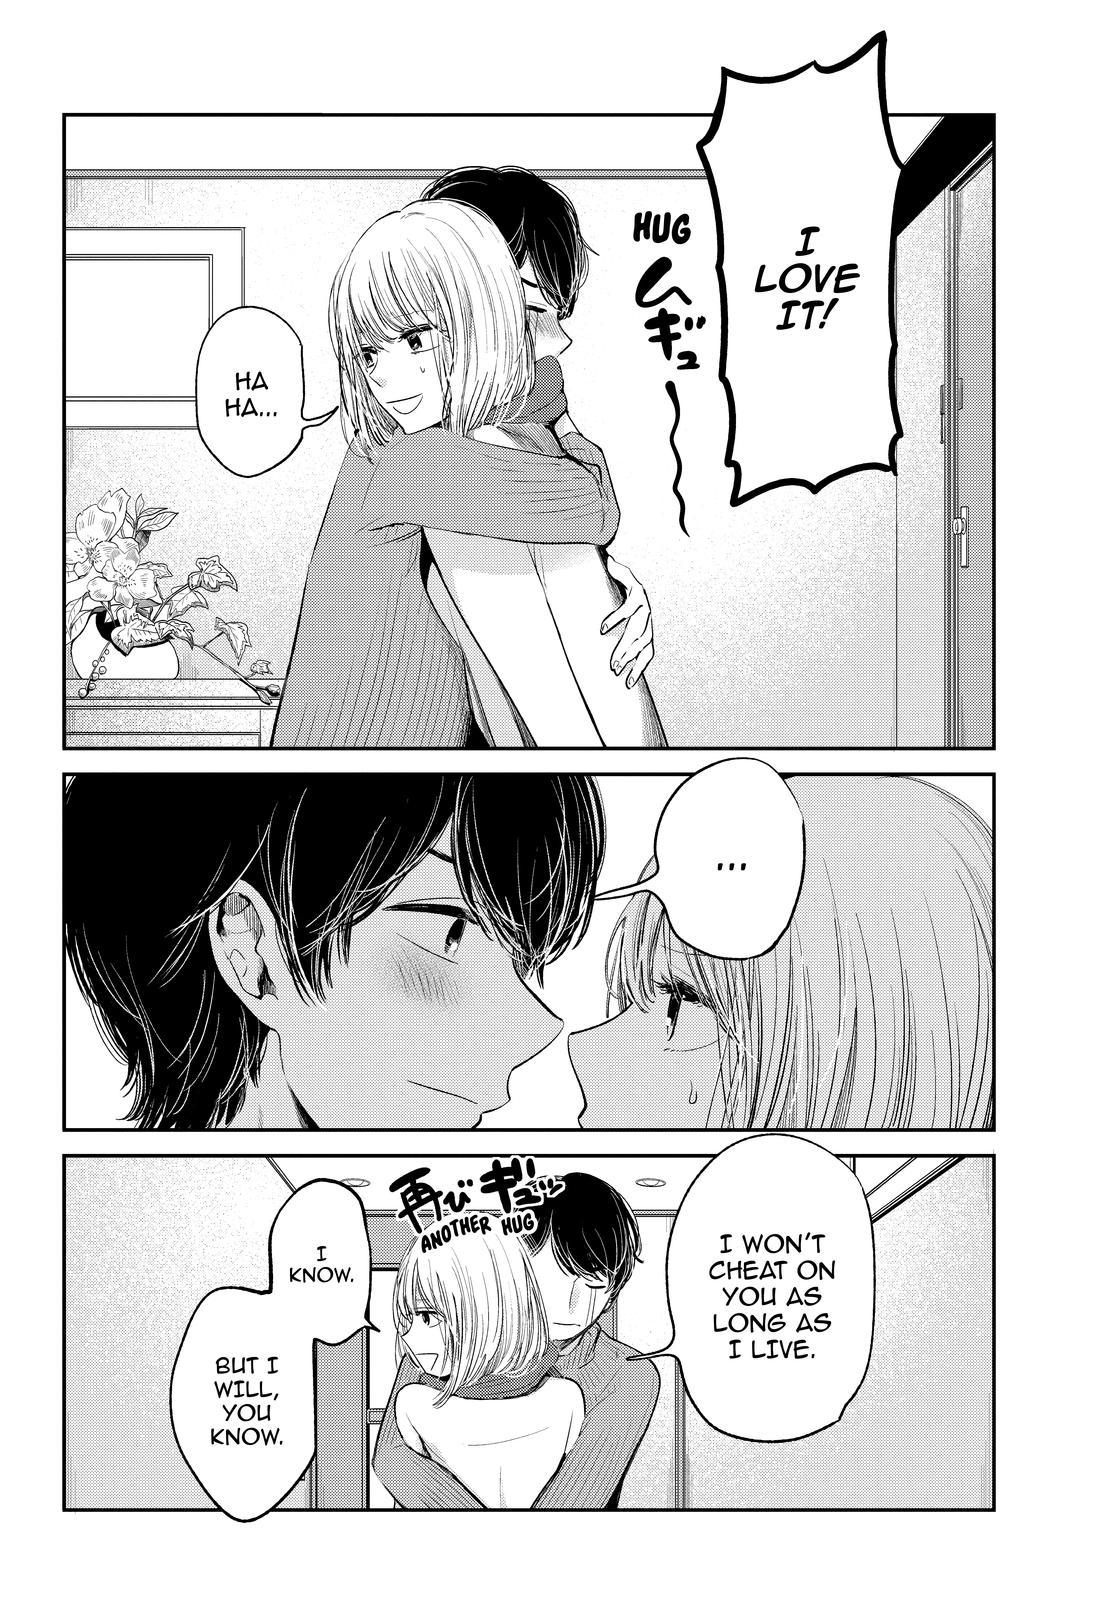 I
LOVE
IT!
HUG
ムギュ〜
HA
HA...
...
再びギュッ
ANOTHER HUG
I WON'T
CHEAT ON
YOU AS
LONG AS
I LIVE.
I
KNOW.
BUT I
WILL,
YOU
KNOW.